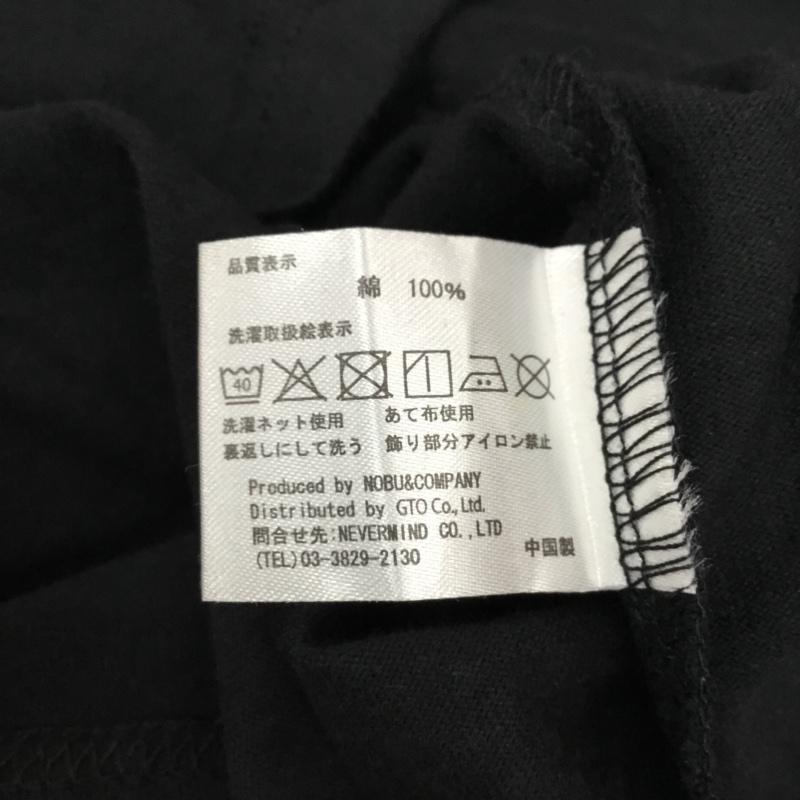 品質表示
綿 100%
洗濯取扱絵表示
40
洗濯ネット使用 あて布使用
裏返しにして洗う 飾り部分アイロン禁止
Produced by NOBU&COMPANY
Distributed by GTO Co., Ltd.
問合せ先:NEVERMIND CO.,LTD
(TEL)03-3829-2130 中国製